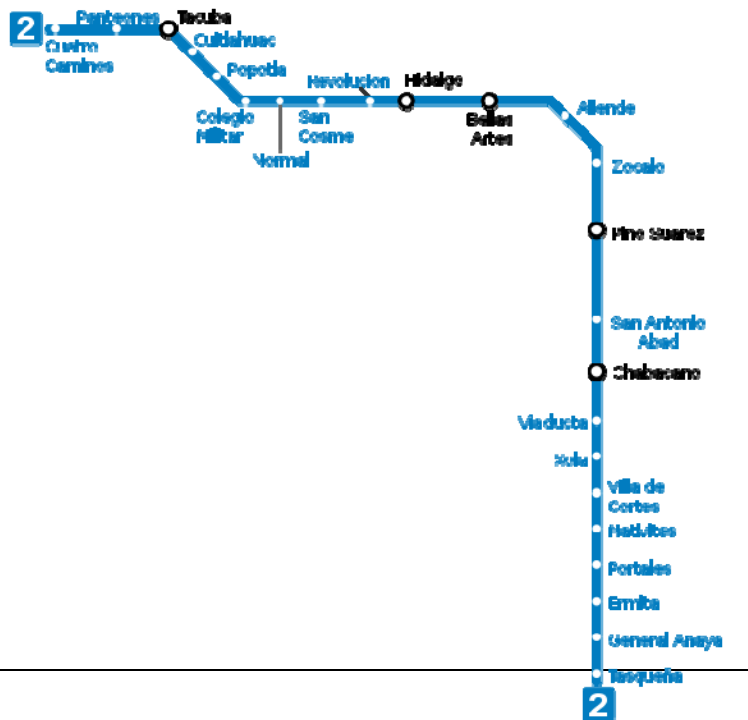 2
Panteones
Tacuba
Cuatro
Caminos
Cuitlahuac
Popotla
Colegio
Militar
Normal
San
Cosme
Revolucion
Hidalgo
Bellas
Artes
Allende
Zocalo
Pino Suarez
San Antonio
Abad
Chabacano
Viaducto
Xola
Villa de
Cortes
Nativitas
Portales
Ermita
General Anaya
Tasqueña
2